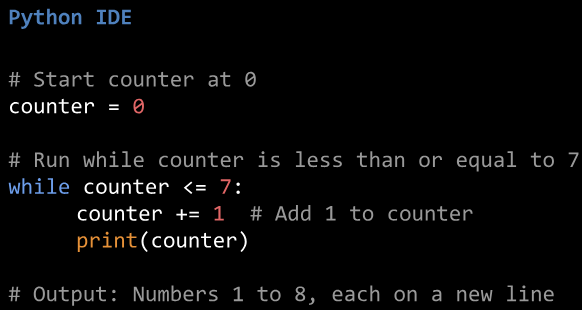 Python IDE
# Start counter at 0
counter = 0
# Run while counter is less than or equal to 7
while counter <= 7:
counter += 1  # Add 1 to counter
print(counter)
# Output: Numbers 1 to 8, each on a new line